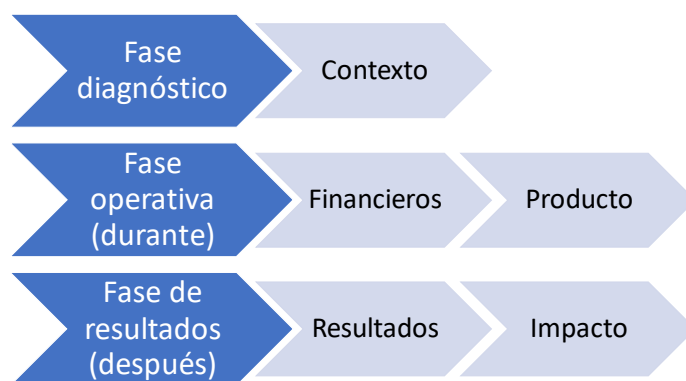 Fase
diagnóstico
Contexto
Fase
operativa
(durante)
Financieros
Producto
Fase de
resultados
(después)
Resultados
Impacto